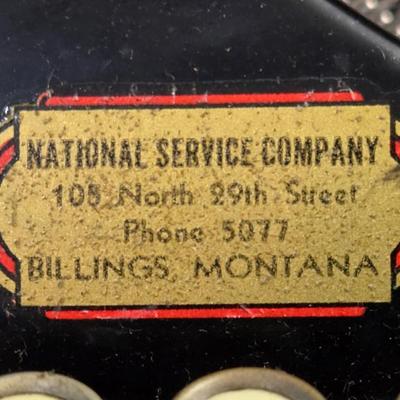 NATIONAL SERVICE COMPANY
105 North 29th Street
Phone 5077
BILLINGS, MONTANA